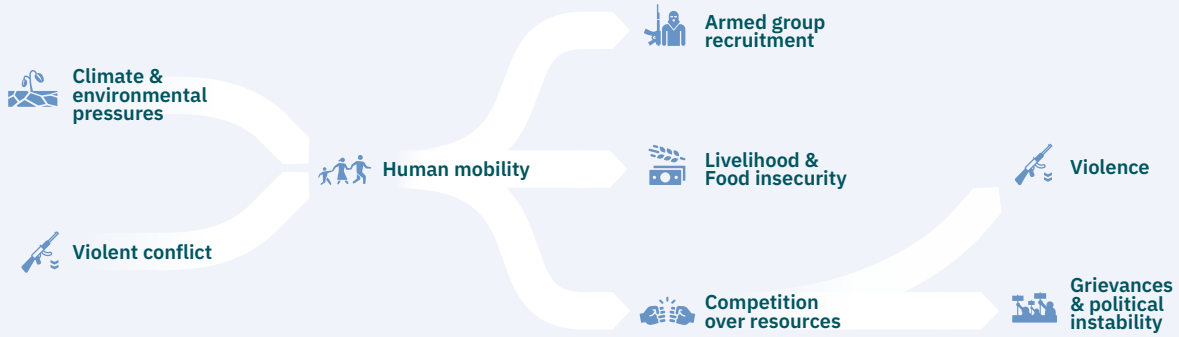 Climate &
environmental
pressures
Violent conflict
Human mobility
Armed group
recruitment
Livelihood &
Food insecurity
Competition
over resources
Violence
Grievances
& political
instability